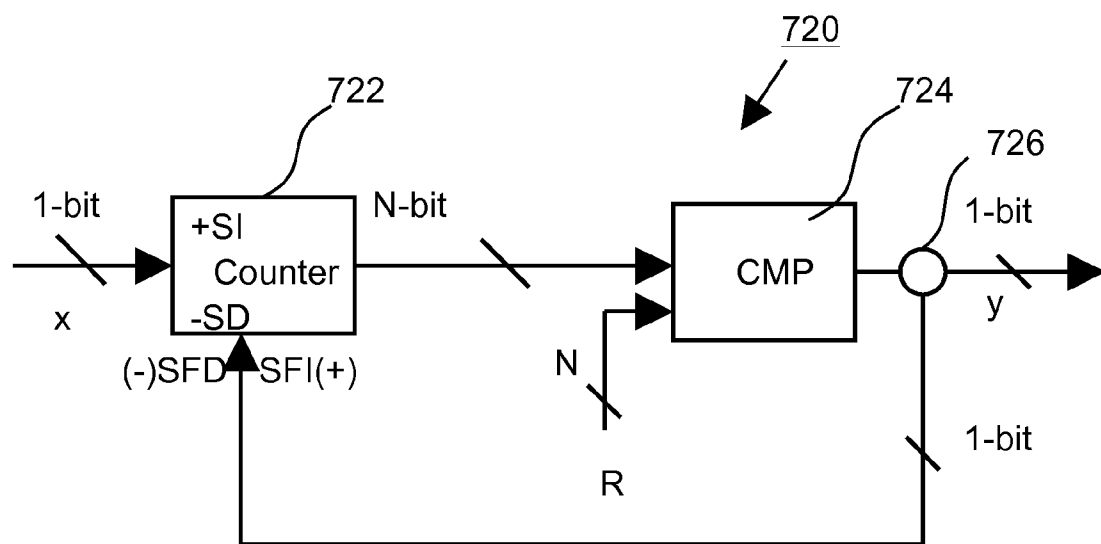 720
722
724
726
1-bit
N-bit
1-bit
+SI
Counter
CMP
-SD
x
y
(-)SFD
SFI(+)
N
1-bit
R